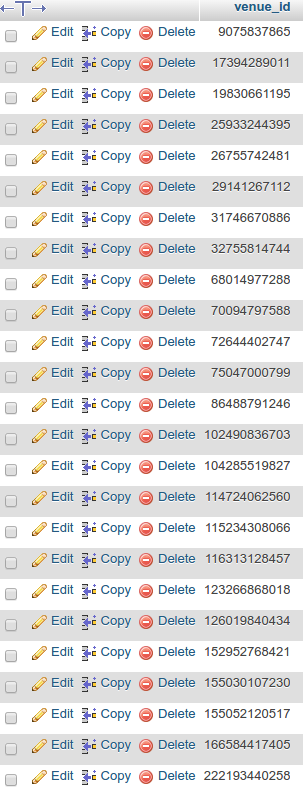 venue_id
Edit Copy Delete 9075837865
Edit Copy Delete 17394289011
Edit Copy Delete 19830661195
Edit Copy Delete 25933244395
Edit Copy Delete 26755742481
Edit Copy Delete 29141267112
Edit Copy Delete 31746670886
Edit Copy Delete 32755814744
Edit Copy Delete 68014977288
Edit Copy Delete 70094797588
Edit Copy Delete 72644402747
Edit Copy Delete 75047000799
Edit Copy Delete 86488791246
Edit Copy Delete 102490836703
Edit Copy Delete 104285519827
Edit Copy Delete 114724062560
Edit Copy Delete 115234308066
Edit Copy Delete 116313128457
Edit Copy Delete 123266868018
Edit Copy Delete 126019840434
Edit Copy Delete 152952768421
Edit Copy Delete 155030107230
Edit Copy Delete 155052120517
Edit Copy Delete 166584417405
Edit Copy Delete 222193440258